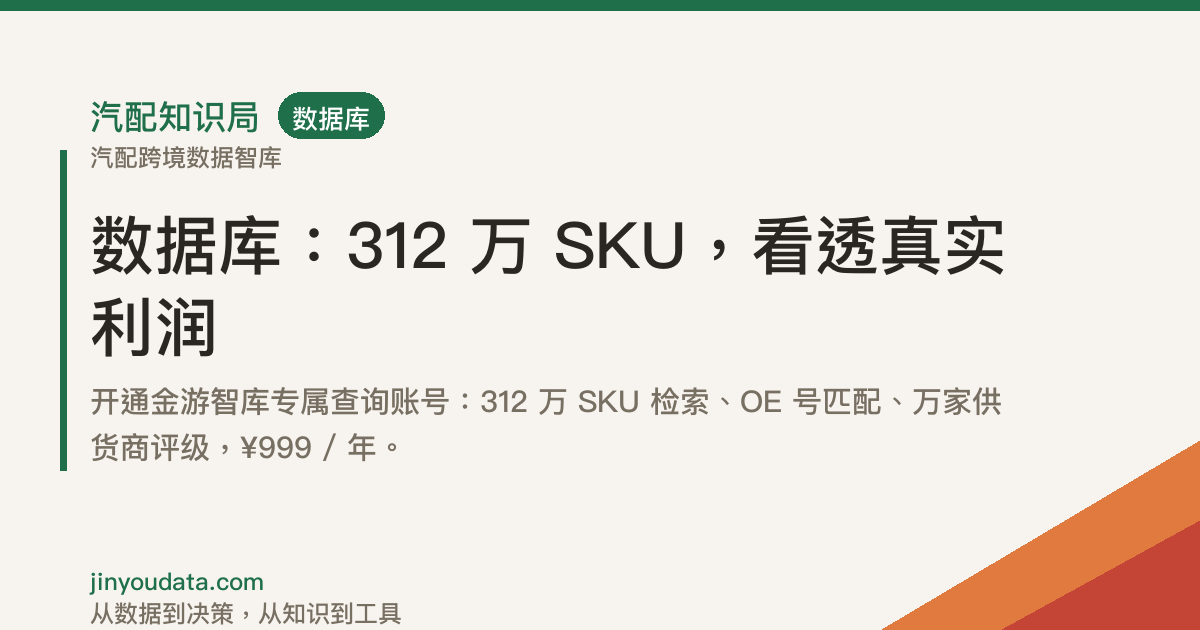 汽配知识局 数据库
汽配跨境数据智库
数据库：312 万 SKU，看透真实
利润
开通金游智库专属查询账号：312 万 SKU 检索、OE 号匹配、万家供
货商评级，¥999 / 年。
jinyoudata.com
从数据到决策，从知识到工具